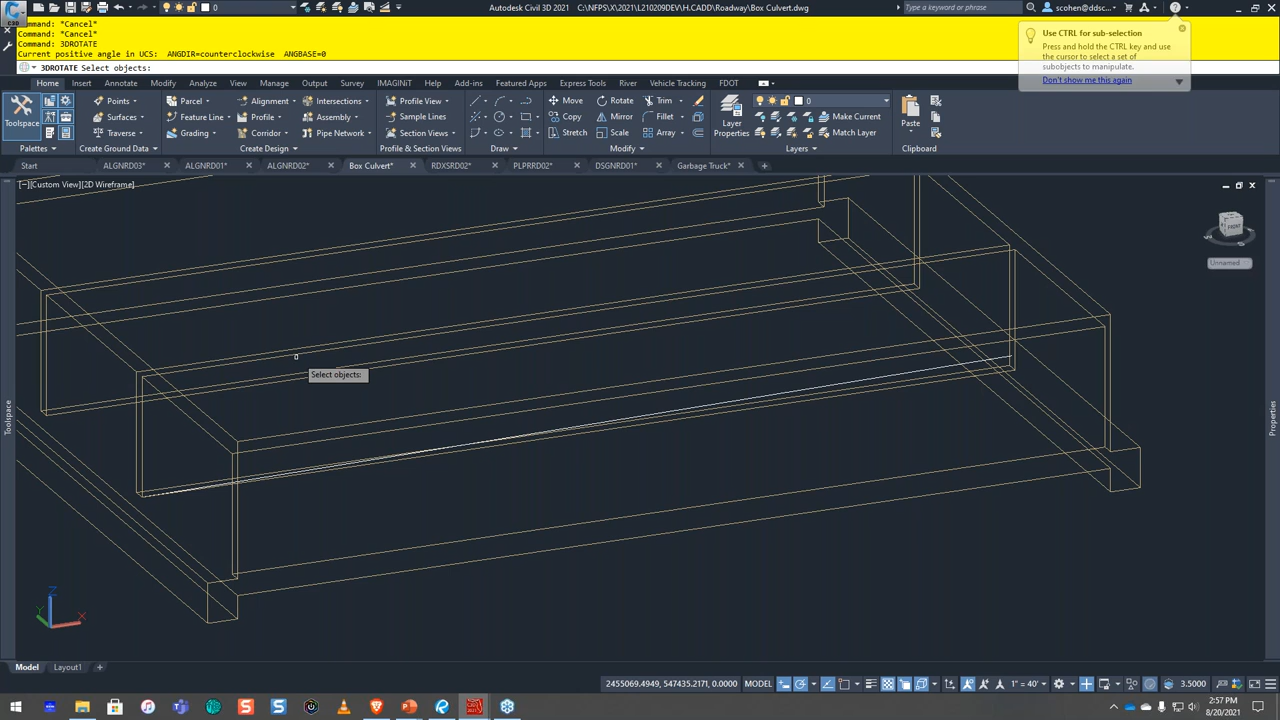 0
Autodesk Civil 3D 2021 C:\NFPS\X\2021\L210209DEV\H.CADD\Roadway\Box Culvert.dwg
Type a keyword or phrase
scohen@ddsc...
C3D
Command: *Cancel*
Command: *Cancel*
Command: 3DROTATE
Current positive angle in UCS:  ANGDIR=counterclockwise  ANGBASE=0
3DROTATE Select objects:
Use CTRL for sub-selection
Press and hold the CTRL key and use
the cursor to select a set of
subobjects to manipulate.
Don't show me this again
Home Insert Annotate Modify Analyze View Manage Output Survey IMAGINiT Help Add-ins Featured Apps Express Tools River Really wanting help again? FDOT
Toolspace
Points
Surfaces
Traverse
Parcel
Feature Line
Grading
Alignment
Profile
Corridor
Intersections
Assembly
Pipe Network
Profile View
Sample Lines
Section Views
Move Rotate Trim
Copy Mirror Fillet
Stretch Scale Array
Layer
Properties
0
Make Current
Match Layer
Paste
Palettes Create Ground Data Create Design Profile & Section Views Draw Modify Layers Clipboard
Start ALGNRD03* ALGNRD01* ALGNRD02* Box Culvert* RDXSRD02* PLPRRD02* DSGNRD01* Garbage Truck*
[−][Custom View][2D Wireframe]
FRONT
Unnamed
Select objects:
Toolspace
Properties
Z
Y
X
Model Layout1
2455069.4949, 547435.2171, 0.0000 MODEL 1" = 40' 3.5000
2:57 PM
8/20/2021